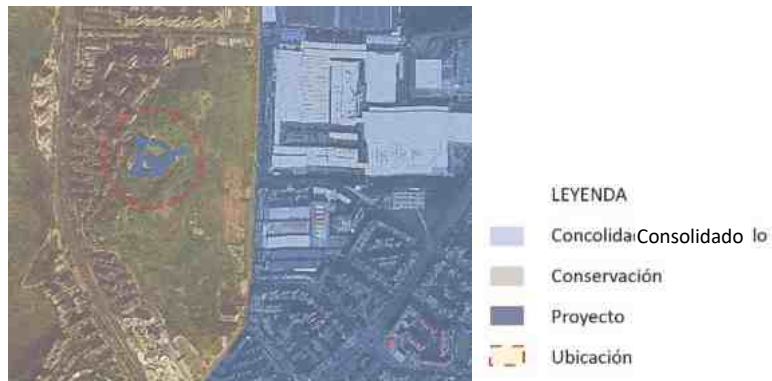 LEYENDA
Concolida Consolidado lo
Conservación
Proyecto
Ubicación